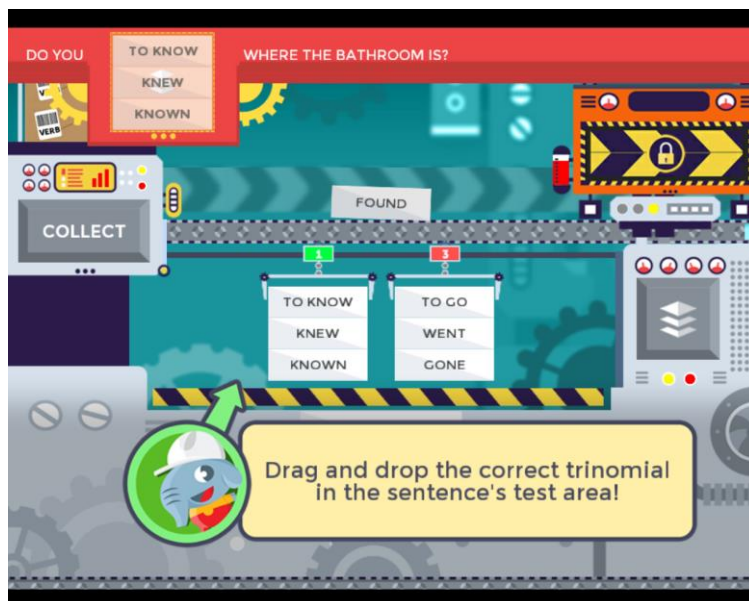 DO YOU
TO KNOW
KNEW
KNOWN
WHERE THE BATHROOM IS?
V
VERB
COLLECT
FOUND
1
3
TO KNOW
KNEW
KNOWN
TO GO
WENT
GONE
Drag and drop the correct trinomial
in the sentence's test area!